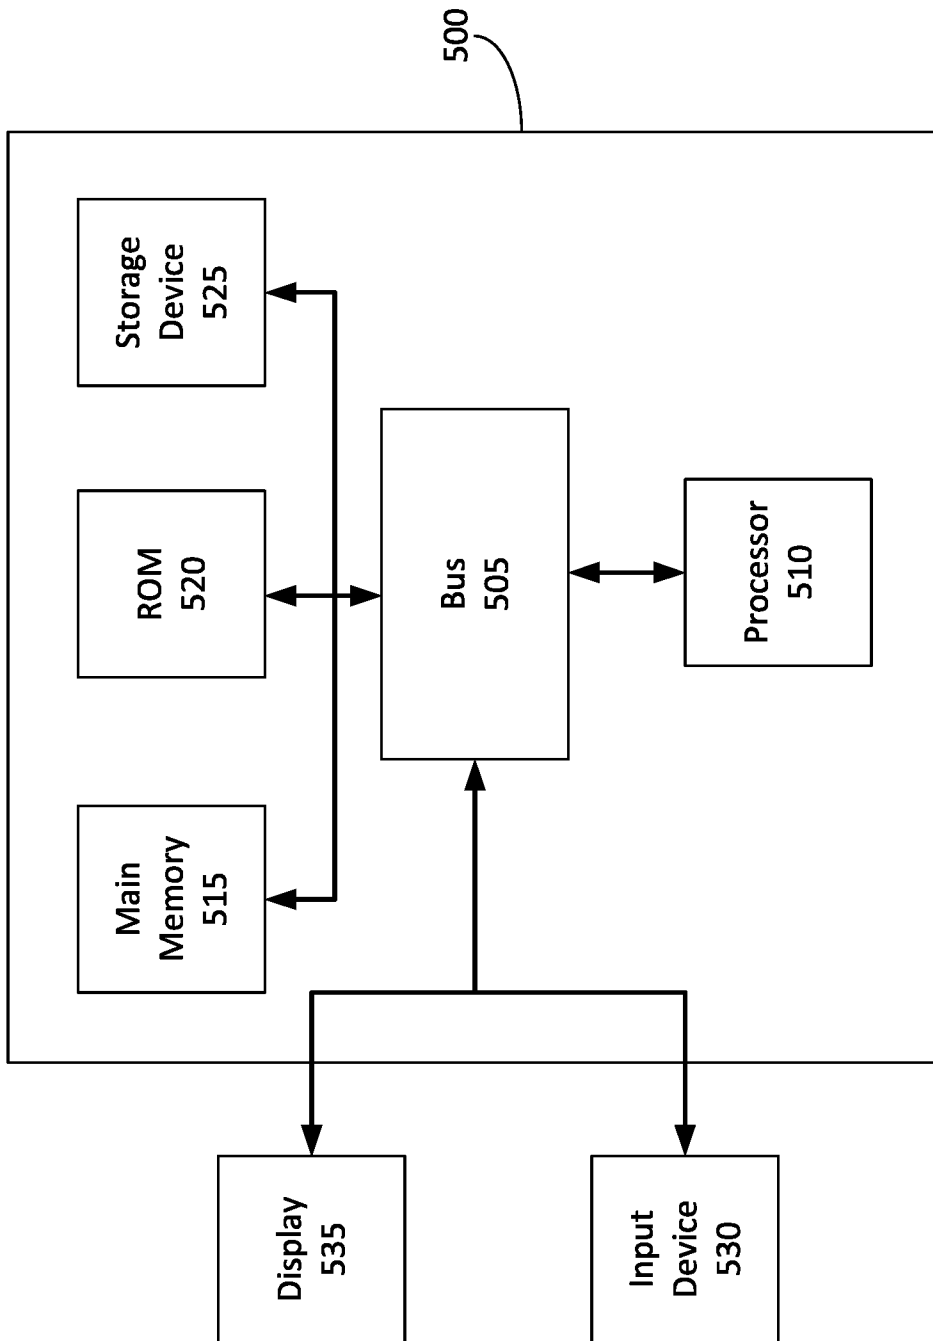 500
Storage
Device
525
ROM
520
Main
Memory
515
Bus
505
Processor
510
Display
535
Input
Device
530